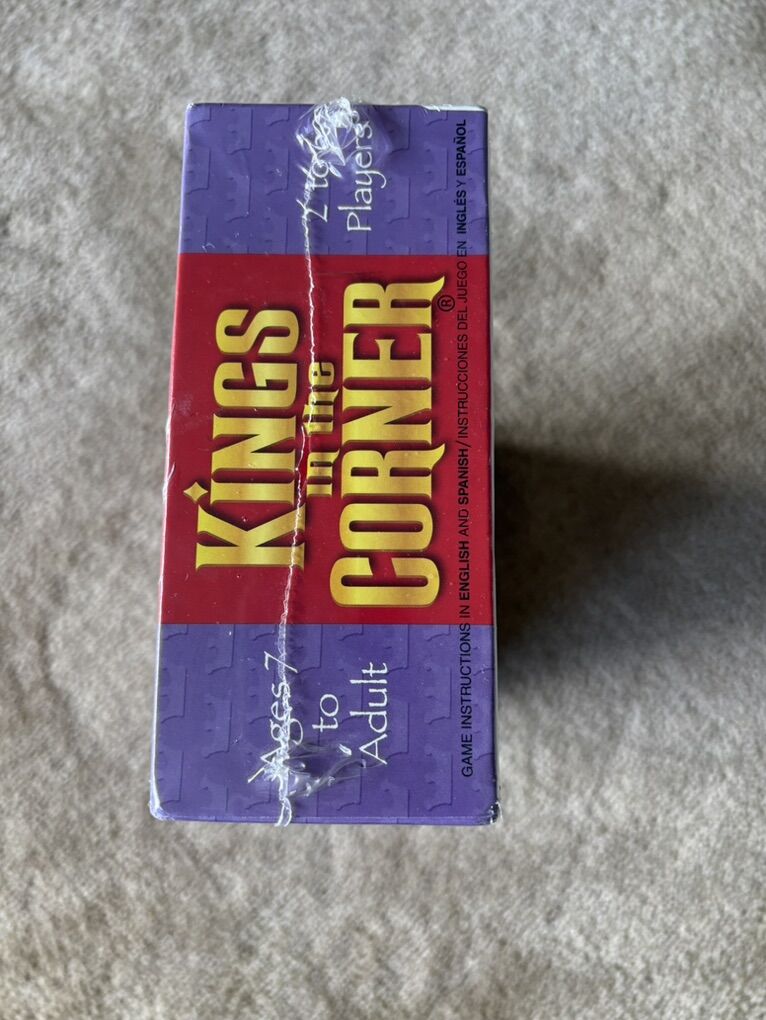 Ages 7
to
Adult
KiNGS
in the
CORNER®
2 to
Players
GAME INSTRUCTIONS IN ENGLISH AND SPANISH/INSTRUCCIONES DEL JUEGO EN INGLÉS Y ESPAÑOL